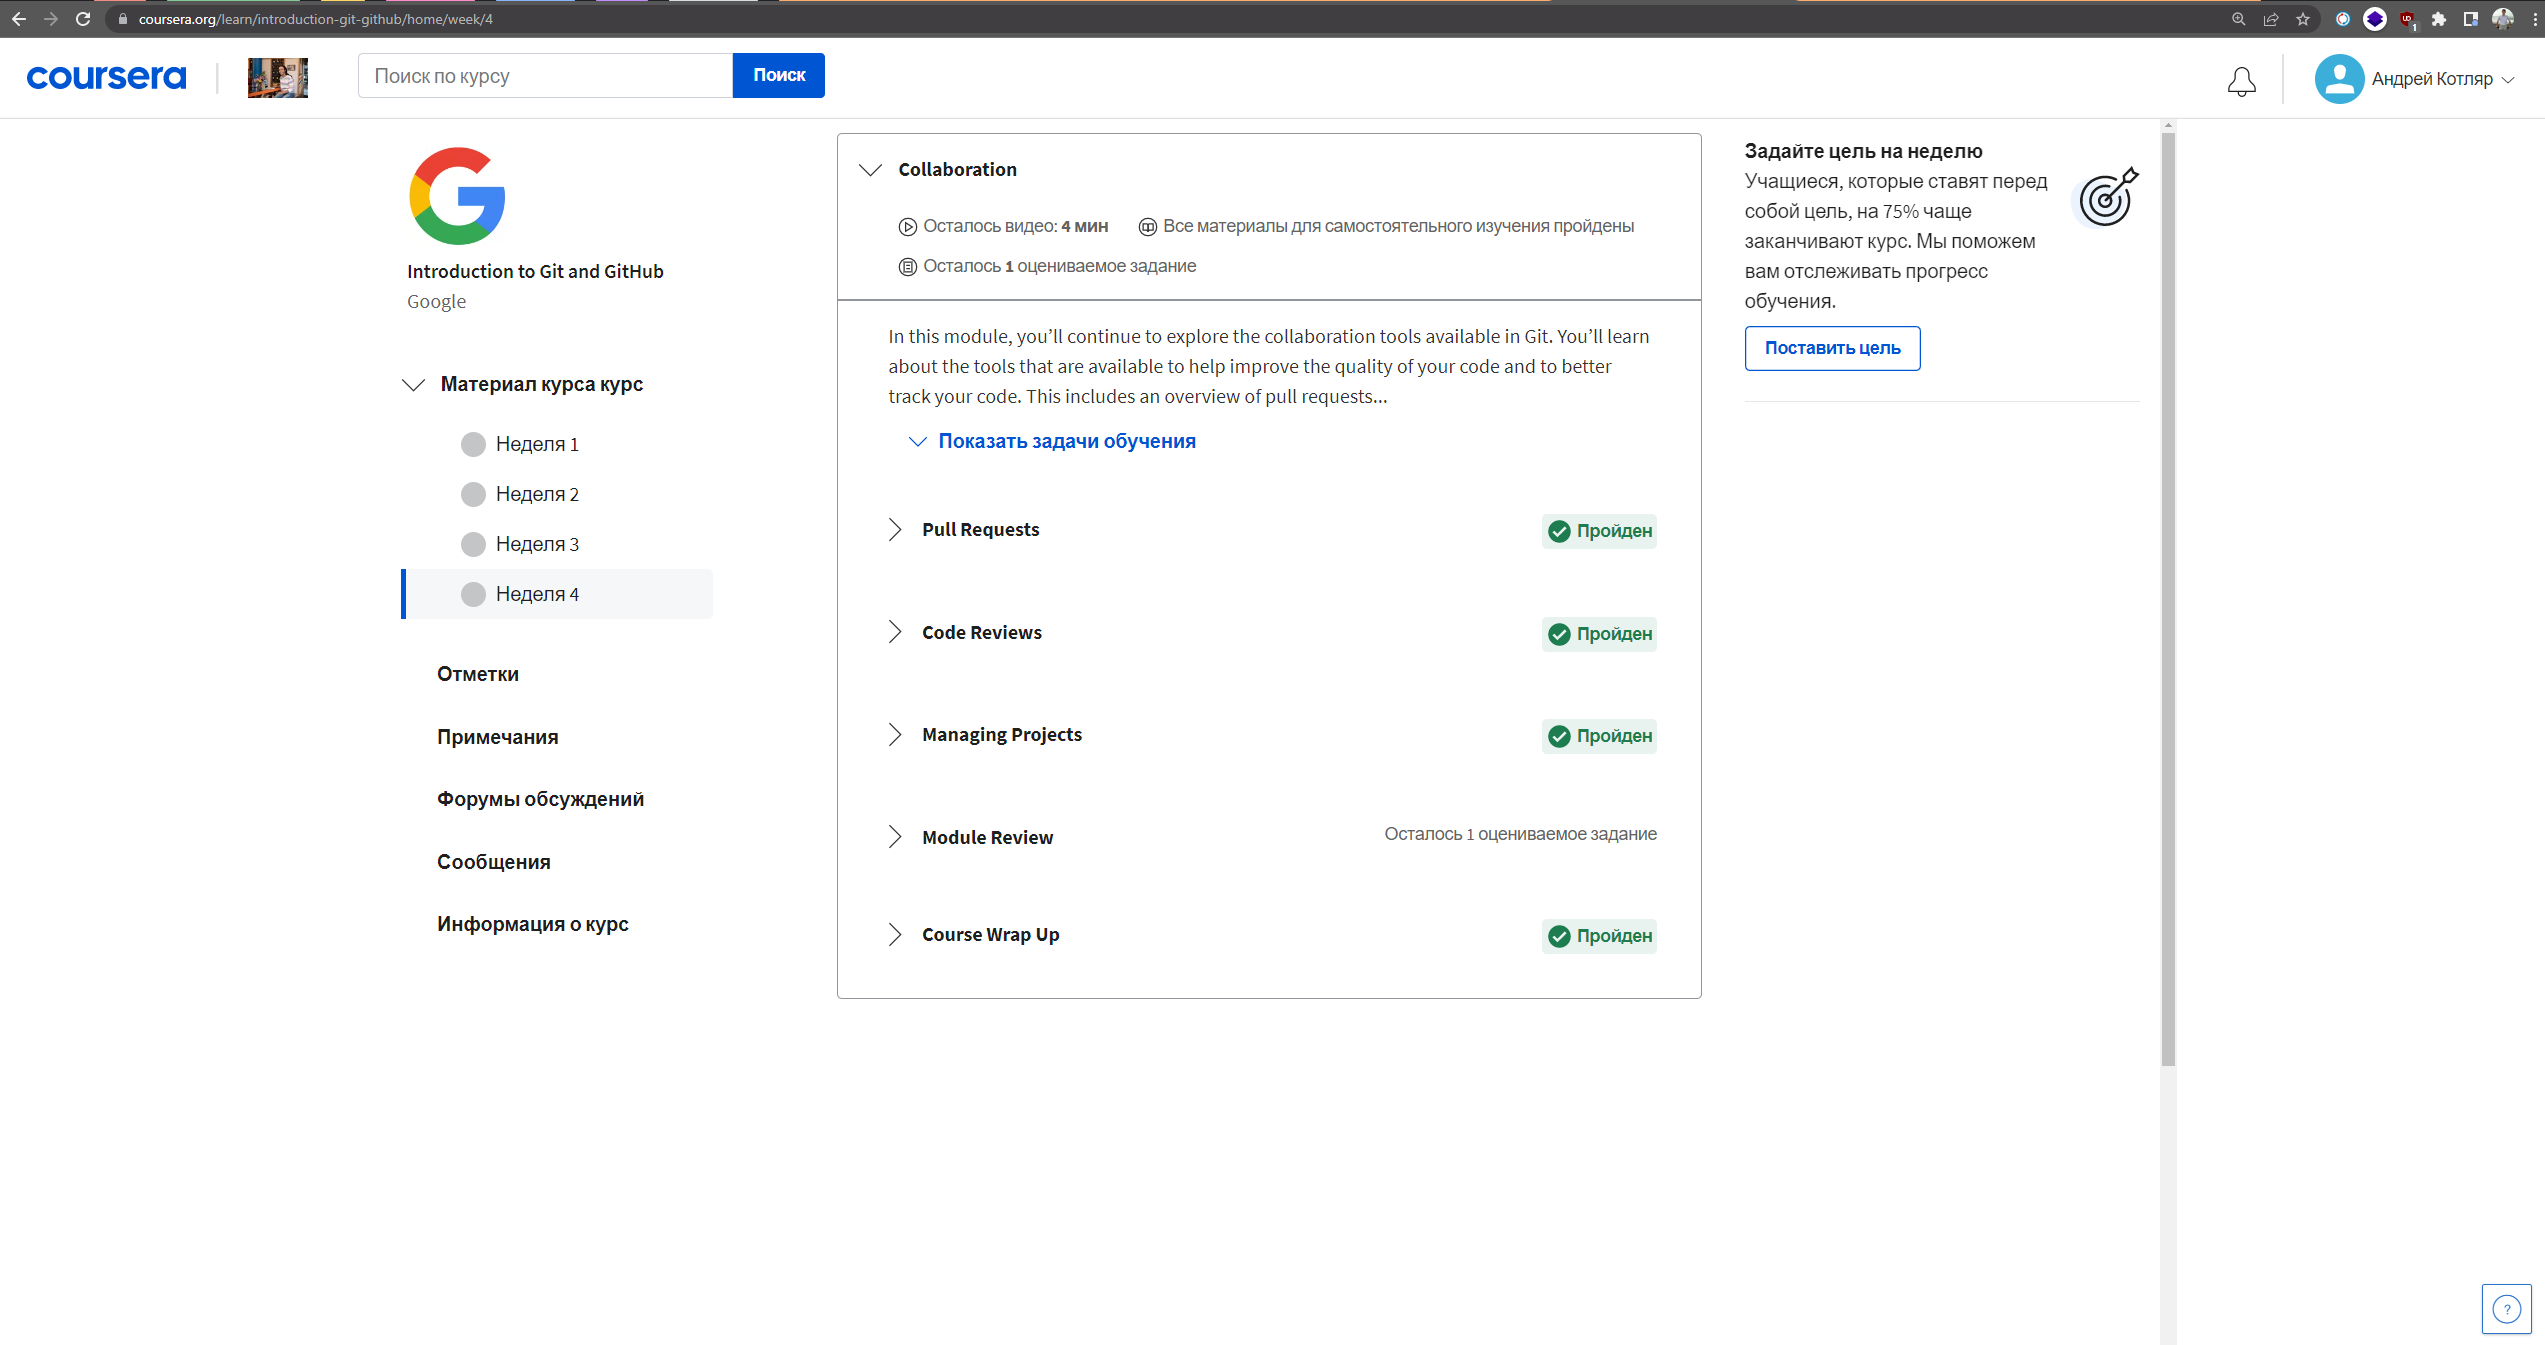 coursera.org/learn/introduction-git-github/home/week/4
1
coursera
Поиск по курсу
Поиск
Андрей Котляр
Introduction to Git and GitHub
Google
Материал курса курс
Неделя 1
Неделя 2
Неделя 3
Неделя 4
Отметки
Примечания
Форумы обсуждений
Сообщения
Информация о курс
Collaboration
Осталось видео: 4 мин
Все материалы для самостоятельного изучения пройдены
Осталось 1 оцениваемое задание
In this module, you’ll continue to explore the collaboration tools available in Git. You’ll learn
about the tools that are available to help improve the quality of your code and to better
track your code. This includes an overview of pull requests...
Показать задачи обучения
Pull Requests
Пройден
Code Reviews
Пройден
Managing Projects
Пройден
Module Review
Осталось 1 оцениваемое задание
Course Wrap Up
Пройден
Задайте цель на неделю
Учащиеся, которые ставят перед
собой цель, на 75% чаще
заканчивают курс. Мы поможем
вам отслеживать прогресс
обучения.
Поставить цель
?